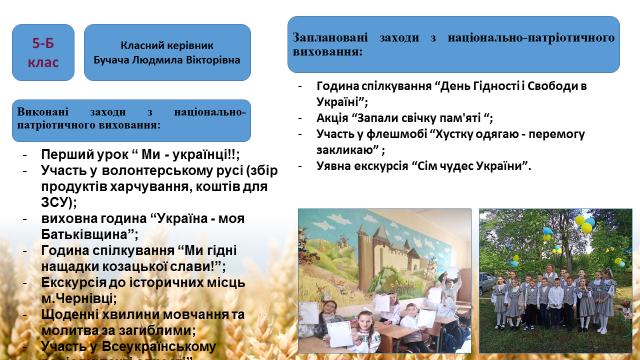 5-Б
клас
Класний керівник
Бучача Людмила Вікторівна
Виконані заходи з національно-
патріотичного виховання:
- Перший урок “ Ми - українці!!;
- Участь у волонтерському русі (збір
продуктів харчування, коштів для
ЗСУ);
- виховна година “Україна - моя
Батьківщина”;
- Година спілкування “Ми гідні
нащадки козацької слави!”;
- Екскурсія до історичних місць
м.Чернівці;
- Щоденні хвилини мовчання та
молитва за загиблими;
- Участь у Всеукраїнському
Заплановані заходи з національно-патріотичного
виховання:
- Година спілкування “День Гідності і Свободи в
Україні”;
- Акція “Запали свічку пам'яті “;
- Участь у флешмобі “Хустку одягаю - перемогу
закликаю” ;
- Уявна екскурсія “Сім чудес України”.